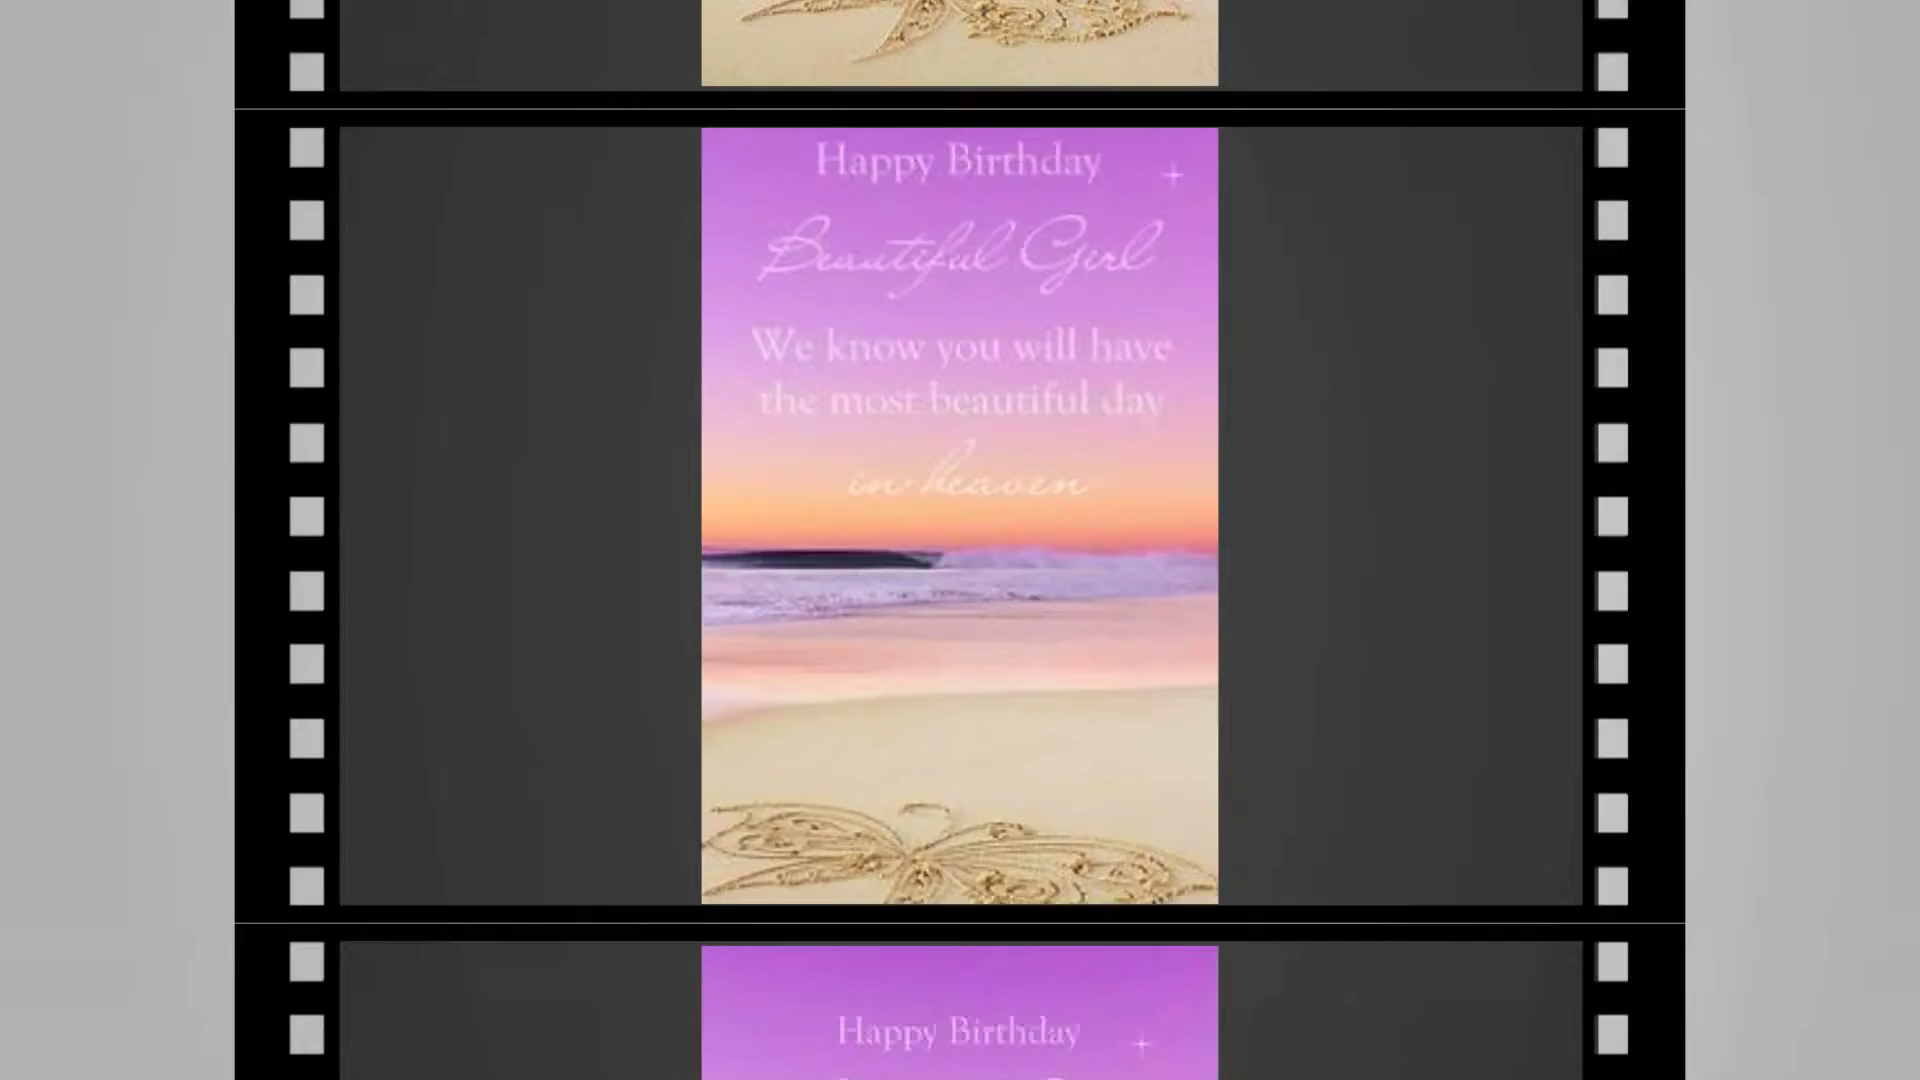 Happy Birthday
Beautiful Girl
We know you will have
the most beautiful day
in heaven
Happy Birthday